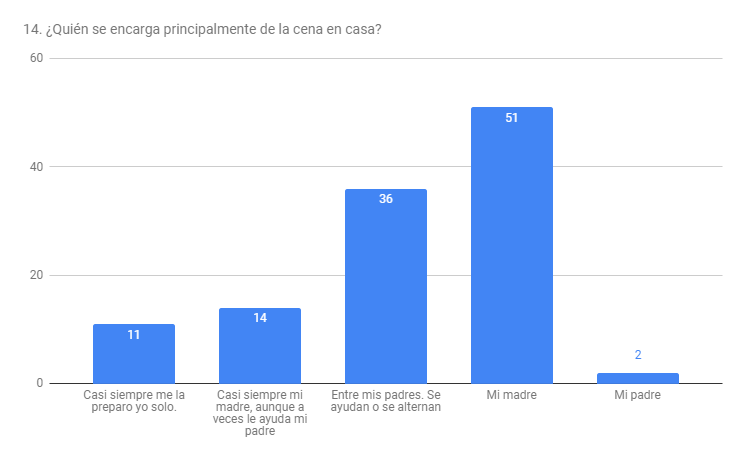 14. ¿Quién se encarga principalmente de la cena en casa?
60
40
20
0
11
14
36
51
2
Casi siempre me la
preparo yo solo.
Casi siempre mi
madre, aunque a
veces le ayuda mi
padre
Entre mis padres. Se
ayudan o se alternan
Mi madre
Mi padre